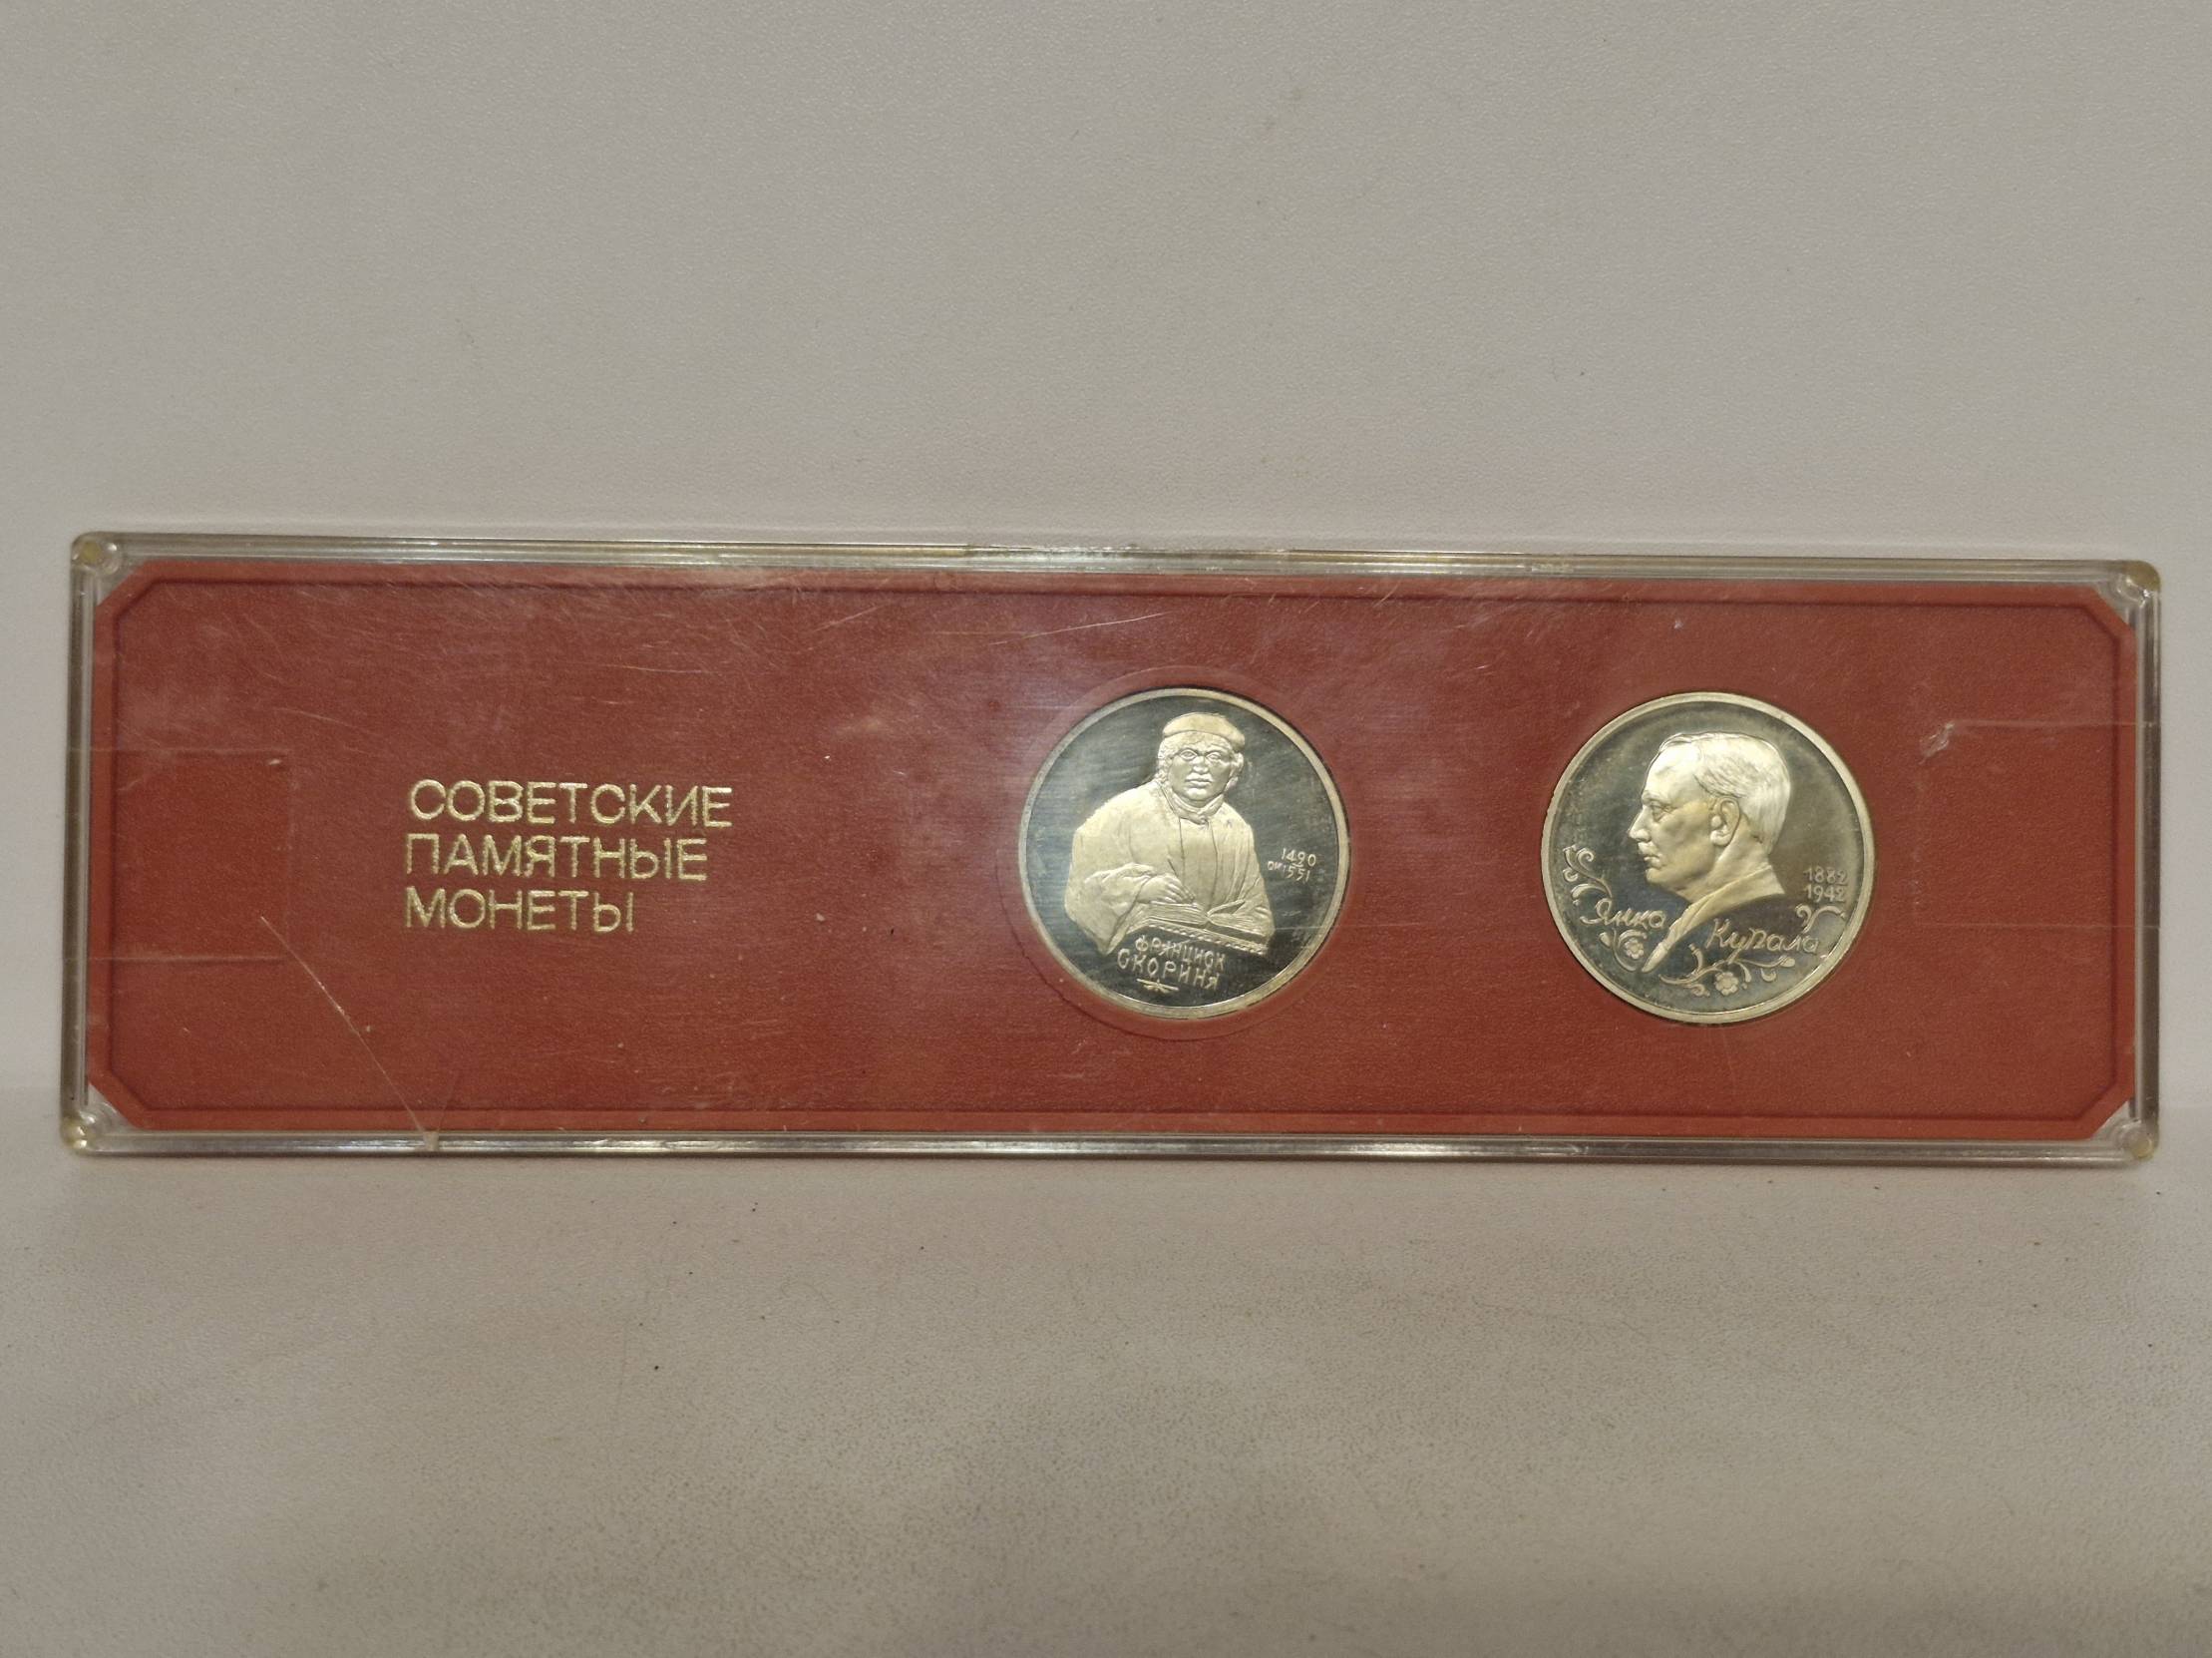 СОВЕТСКИЕ
ПАМЯТНЫЕ
МОНЕТЫ
1490
ОК 1551
ФРАНЦИСК
СКОРИНА
1882
1942
Янка Купала